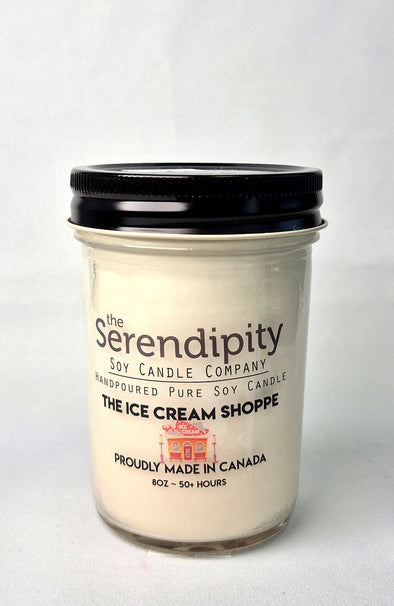 the
Serendipity
SOY CANDLE COMPANY
HANDPOURED PURE SOY CANDLE
THE ICE CREAM SHOPPE
ICE
CREAM
PROUDLY MADE IN CANADA
8OZ ~ 50+ HOURS